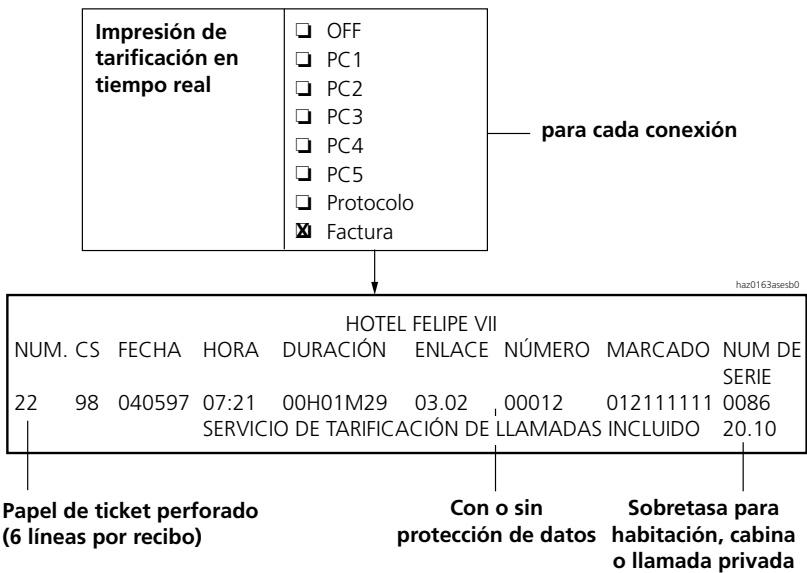 Impresión de
tarificación en
tiempo real
OFF
PC1
PC2
PC3
PC4
PC5
Protocolo
Factura
para cada conexión
haz0163asesb0
HOTEL FELIPE VII
NUM. CS FECHA HORA DURACIÓN ENLACE NÚMERO MARCADO NUM DE
SERIE
22 98 040597 07:21 00H01M29 03.02 00012 012111111 0086
SERVICIO DE TARIFICACIÓN DE LLAMADAS INCLUIDO 20.10
Papel de ticket perforado
(6 líneas por recibo)
Con o sin
protección de datos
Sobretasa para
habitación, cabina
o llamada privada